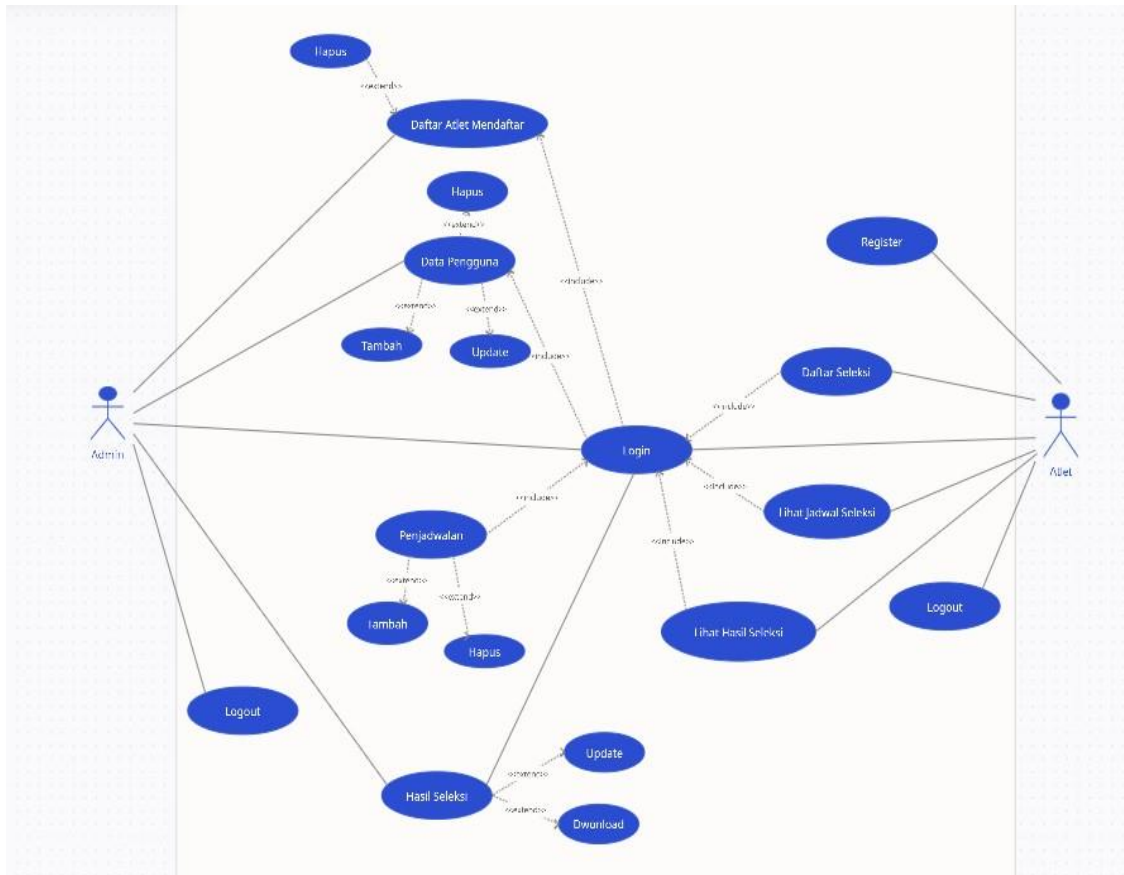 Hapus
<<extend>>
Daftar Atlet Mendaftar
Hapus
<<extend>>
Data Pengguna
Register
<<include>>
<<extend>>
<<extend>>
Tambah
Update
<<include>>
Daftar Seleksi
<<include>>
Admin
Login
Atlet
<<include>>
<<include>>
Lihat Jadwal Seleksi
Penjadwalan
<<include>>
<<extend>>
<<extend>>
Tambah
Logout
Lihat Hasil Seleksi
Hapus
Logout
Update
<<extend>>
Hasil Seleksi
<<extend>>
Dwonload